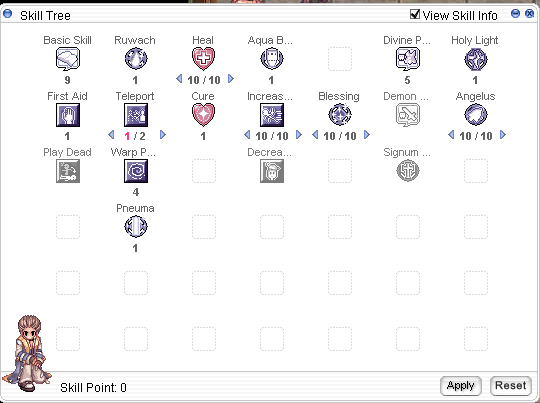 Skill Tree View Skill Info
Basic Skill Ruwach Heal Aqua B... Divine P... Holy Light
9 1 10 / 10 1 5 1
First Aid Teleport Cure Increas... Blessing Demon ... Angelus
1 1 / 2 1 10 / 10 10 / 10 10 / 10
Play Dead Warp P... Decrea... Signum ...
4
Pneuma
1
Skill Point: 0 Apply Reset